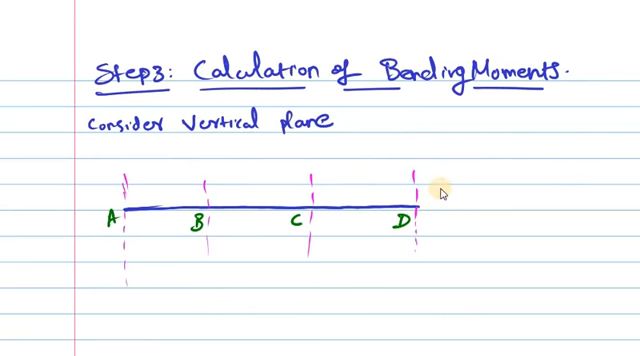 Step3: Calculation of Bending Moments.
Consider Vertical plane
A B C D